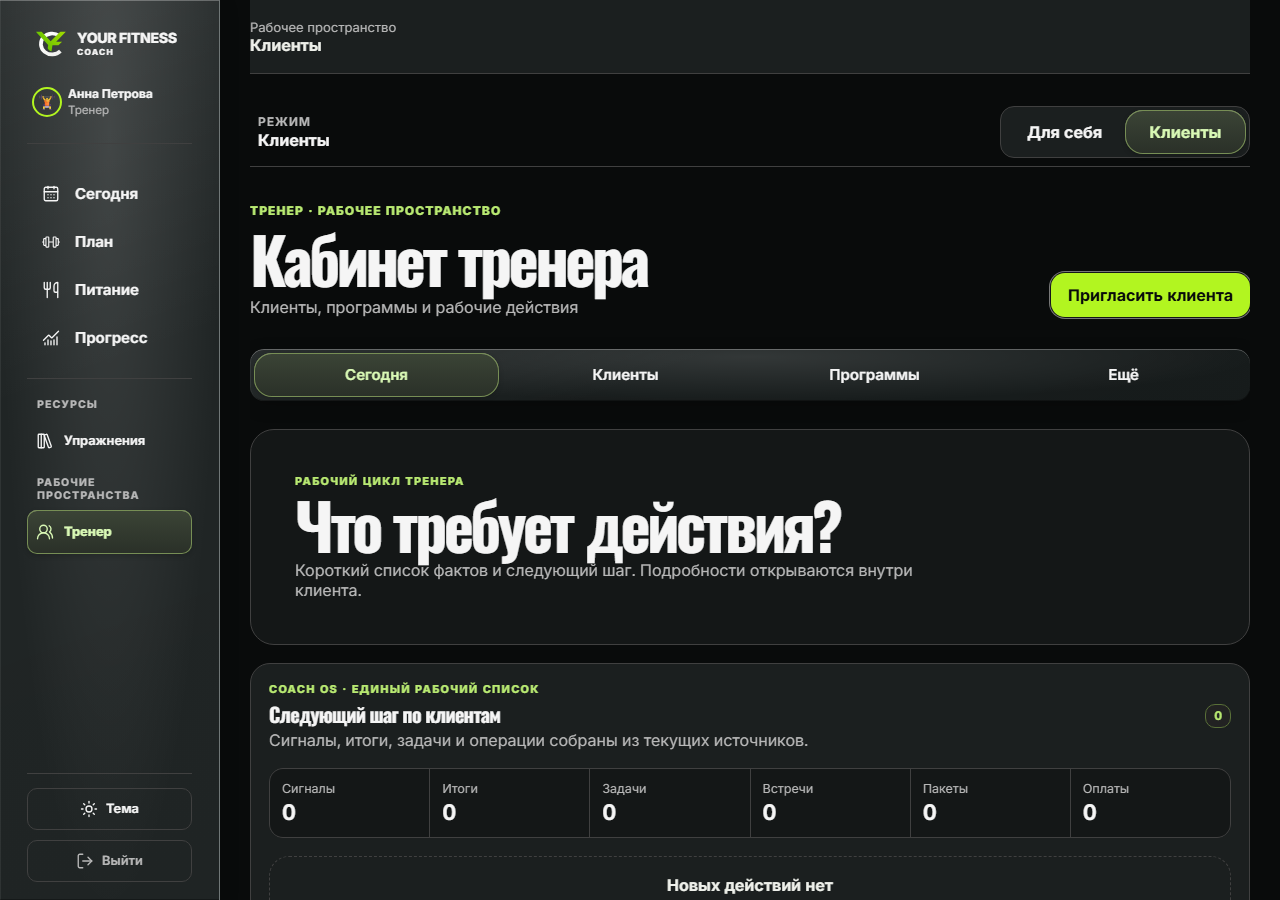 YOUR FITNESS
COACH
Анна Петрова
Тренер
Сегодня
План
Питание
Прогресс
РЕСУРСЫ
Упражнения
РАБОЧИЕ
ПРОСТРАНСТВА
Тренер
Тема
Выйти
Рабочее пространство
Клиенты
РЕЖИМ
Клиенты
Для себя
Клиенты
ТРЕНЕР · РАБОЧЕЕ ПРОСТРАНСТВО
Кабинет тренера
Клиенты, программы и рабочие действия
Пригласить клиента
Сегодня
Клиенты
Программы
Ещё
РАБОЧИЙ ЦИКЛ ТРЕНЕРА
Что требует действия?
Короткий список фактов и следующий шаг. Подробности открываются внутри
клиента.
COACH OS · ЕДИНЫЙ РАБОЧИЙ СПИСОК
Следующий шаг по клиентам
0
Сигналы, итоги, задачи и операции собраны из текущих источников.
Сигналы
0
Итоги
0
Задачи
0
Встречи
0
Пакеты
0
Оплаты
0
Новых действий нет